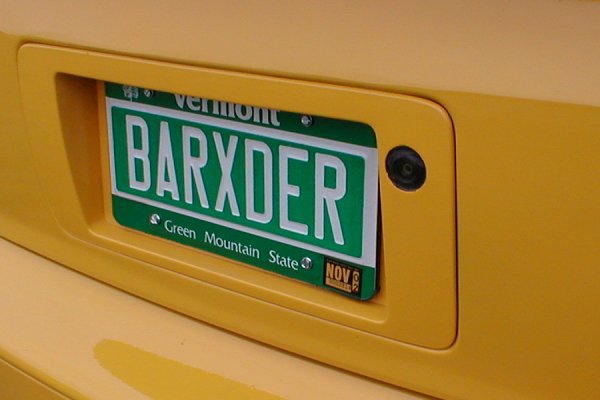 Vermont
BARXDER
Green Mountain State
NOV